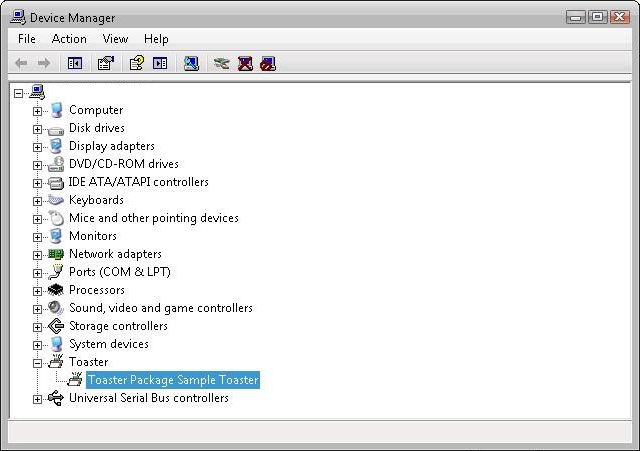 Device Manager
File Action View Help
Computer
Disk drives
Display adapters
DVD/CD-ROM drives
IDE ATA/ATAPI controllers
Keyboards
Mice and other pointing devices
Monitors
Network adapters
Ports (COM & LPT)
Processors
Sound, video and game controllers
Storage controllers
System devices
Toaster
Toaster Package Sample Toaster
Universal Serial Bus controllers